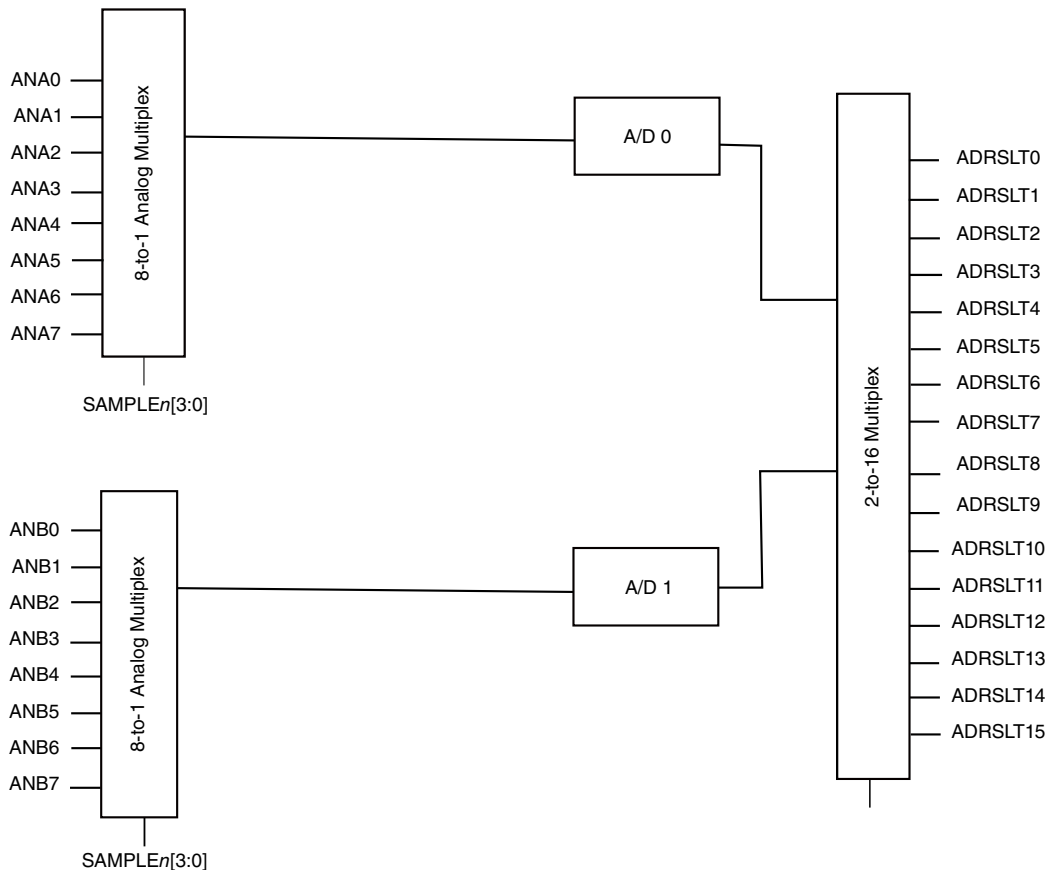 ANA0
ANA1
ANA2
ANA3
ANA4
ANA5
ANA6
ANA7
8-to-1 Analog Multiplex
SAMPLEn[3:0]
A/D 0
ANB0
ANB1
ANB2
ANB3
ANB4
ANB5
ANB6
ANB7
8-to-1 Analog Multiplex
SAMPLEn[3:0]
A/D 1
2-to-16 Multiplex
ADRSLT0
ADRSLT1
ADRSLT2
ADRSLT3
ADRSLT4
ADRSLT5
ADRSLT6
ADRSLT7
ADRSLT8
ADRSLT9
ADRSLT10
ADRSLT11
ADRSLT12
ADRSLT13
ADRSLT14
ADRSLT15